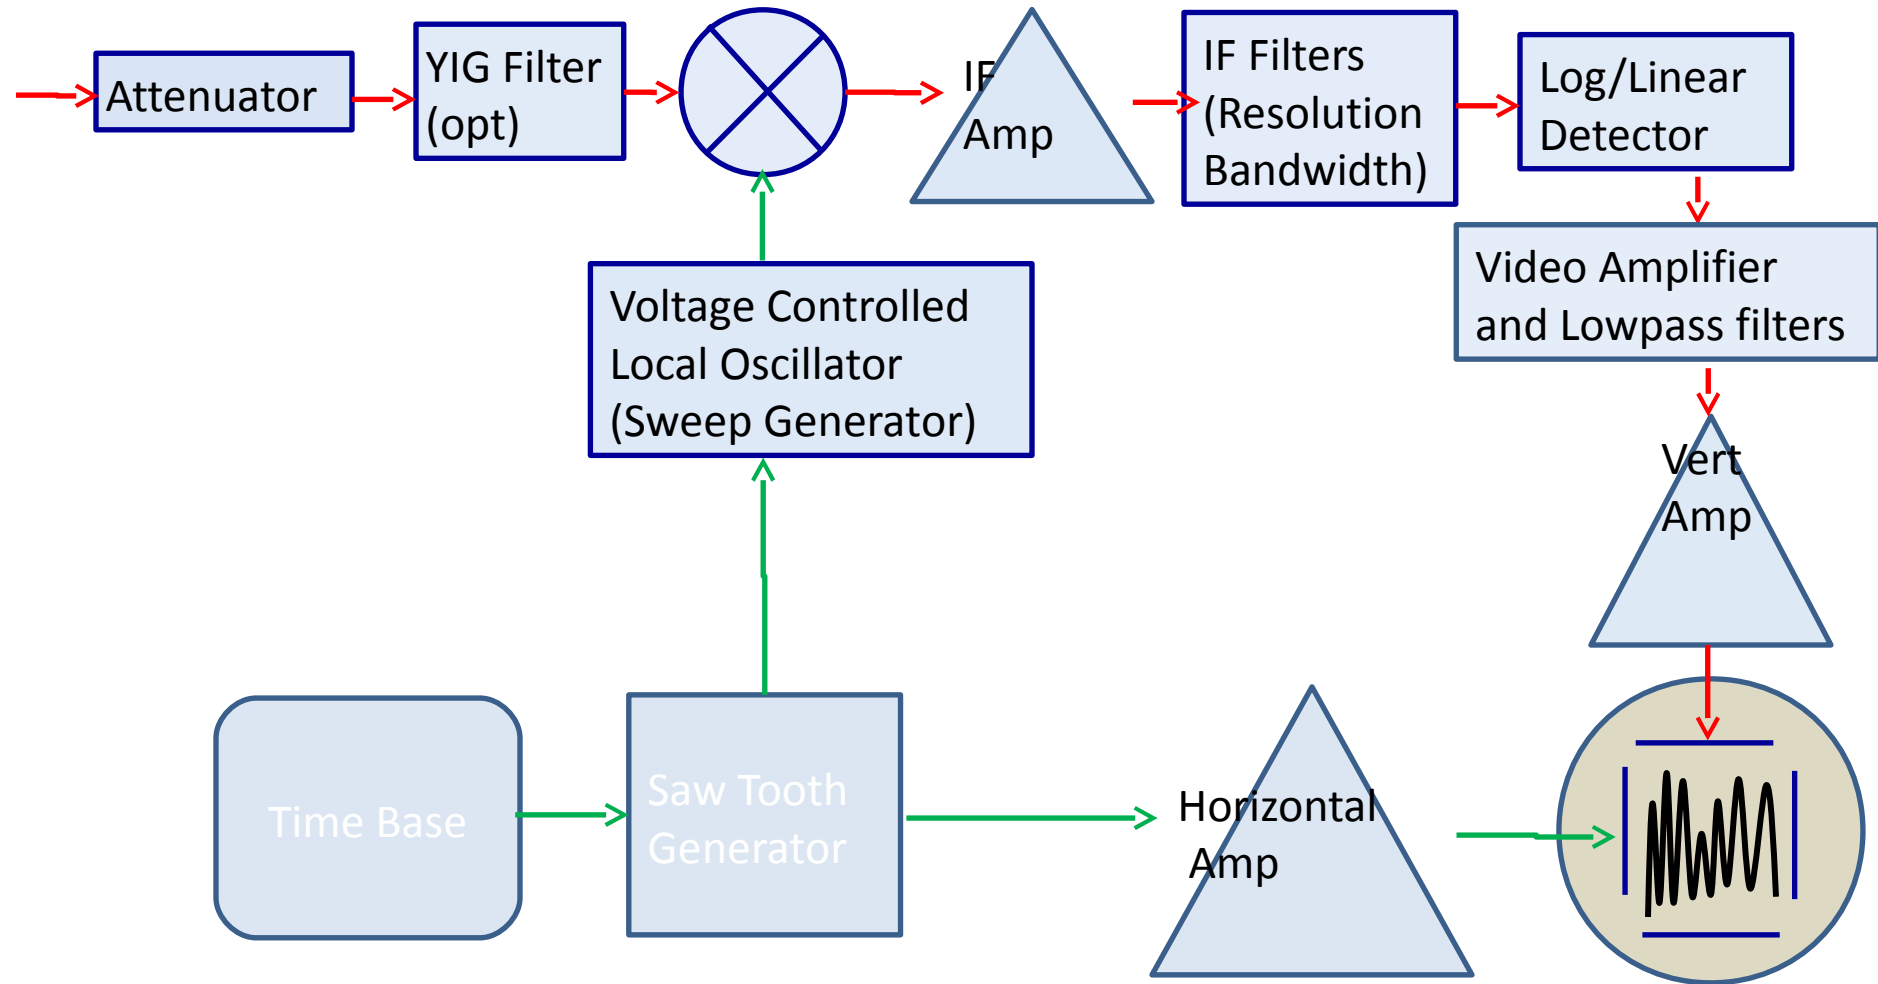 Attenuator
YIG Filter
(opt)
IF
Amp
IF Filters
(Resolution
Bandwidth)
Log/Linear
Detector
Video Amplifier
and Lowpass filters
Voltage Controlled
Local Oscillator
(Sweep Generator)
Vert
Amp
Time Base
Saw Tooth
Generator
Horizontal
Amp